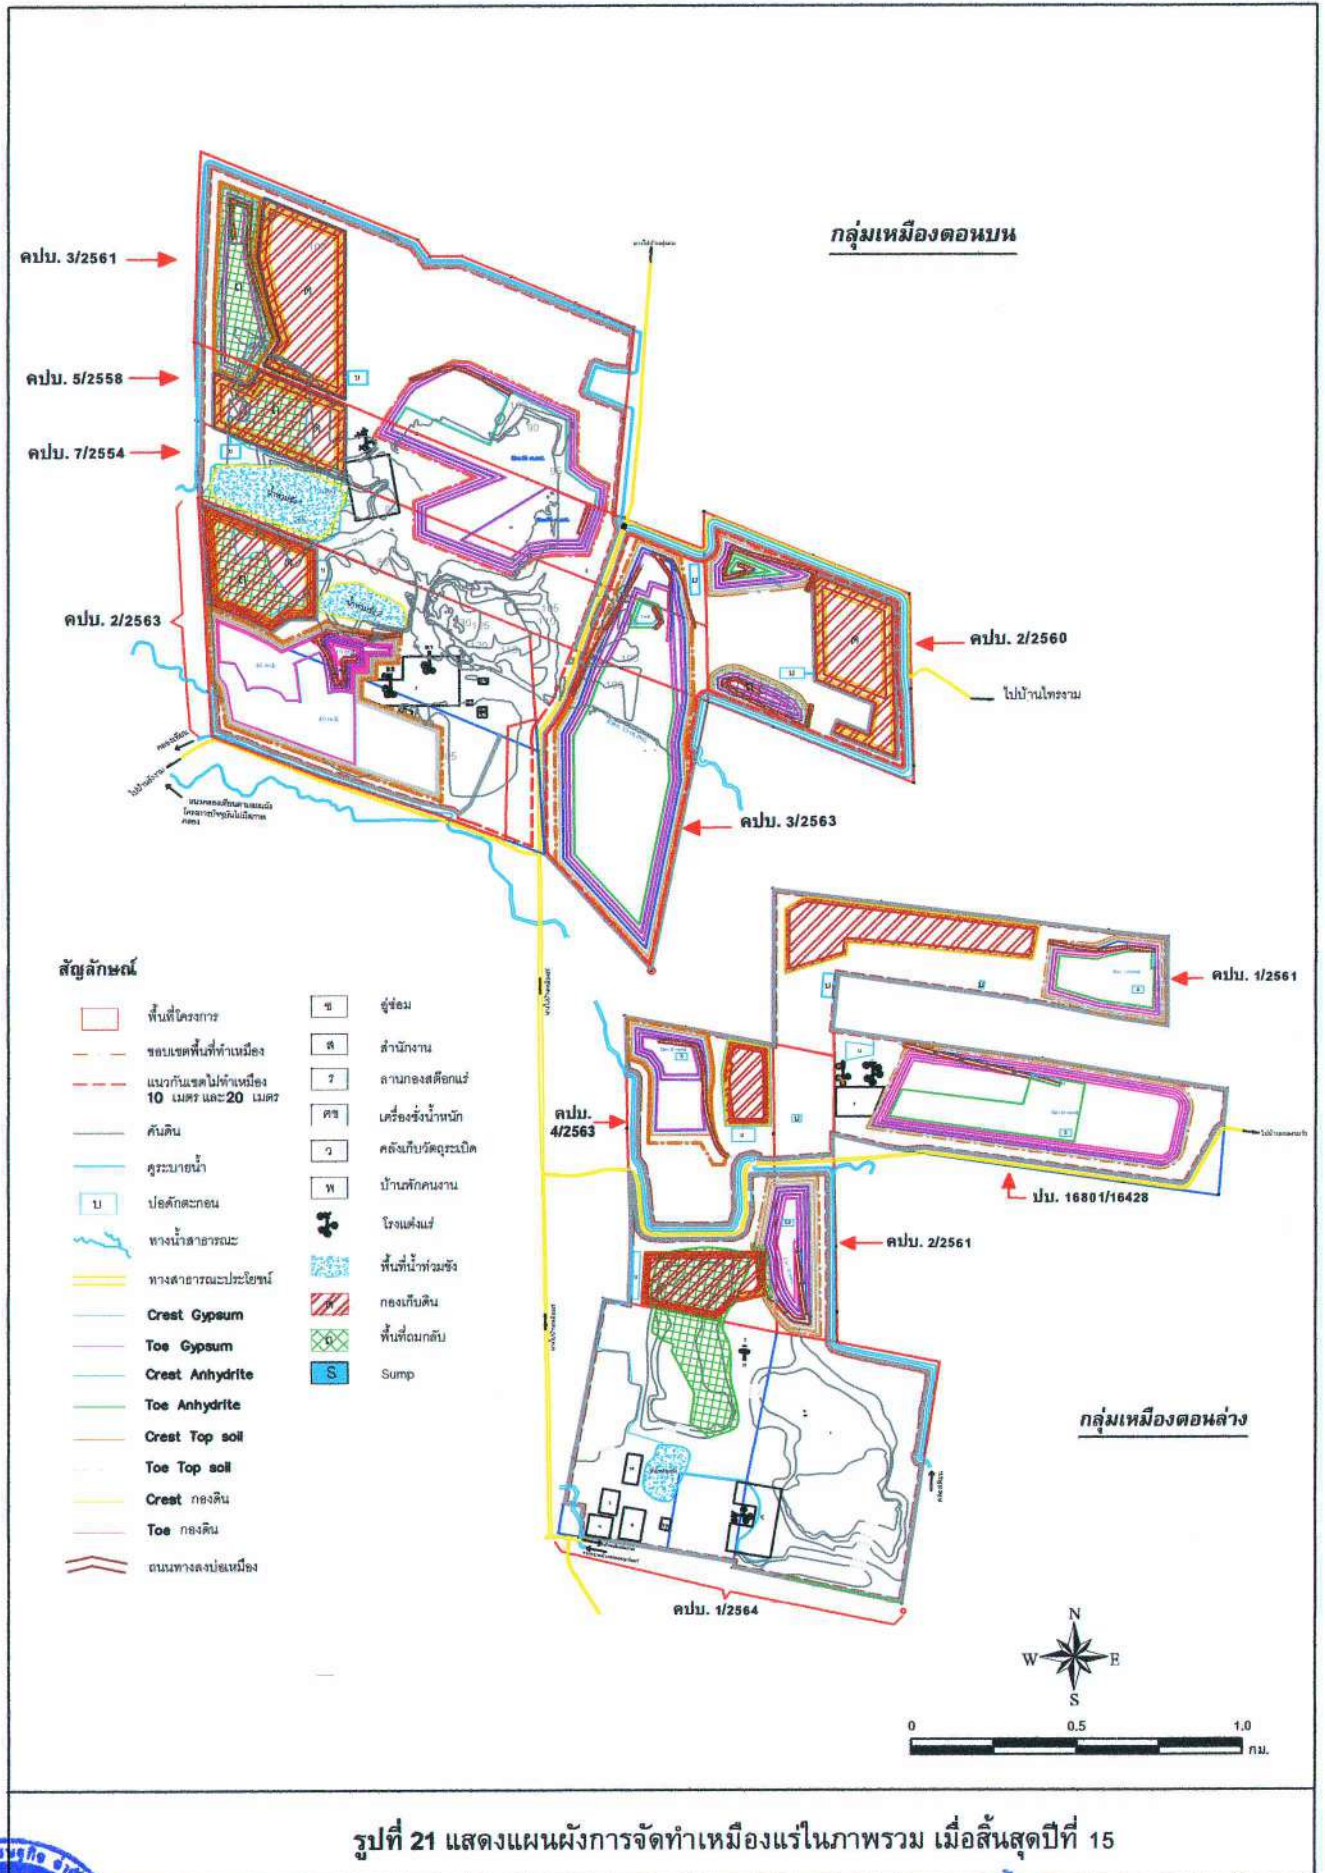 กลุ่มเหมืองตอนบน
คปบ. 3/2561
คปบ. 5/2558
คปบ. 7/2554
คปบ. 2/2563
คปบ. 2/2560
ไปบ้านไทรงาม
คปบ. 3/2563
คปบ. 1/2561
คปบ.
4/2563
ปบ. 16801/16428
คปบ. 2/2561
กลุ่มเหมืองตอนล่าง
คปบ. 1/2564
สัญลักษณ์
พื้นที่โครงการ
ขอบเขตพื้นที่ทำเหมือง
แนวกันเขตไม่ทำเหมือง
10 เมตร และ20 เมตร
คันดิน
คูระบายน้ำ
บ
บ่อดักตะกอน
ทางน้ำสาธารณะ
ทางสาธารณะประโยชน์
Crest Gypsum
Toe Gypsum
Crest Anhydrite
Toe Anhydrite
Crest Top soil
Toe Top soil
Crest กองดิน
Toe กองดิน
ถนนทางลงบ่อเหมือง
ซ
อู่ซ่อม
ส
สำนักงาน
ร
ลานกองสต๊อกแร่
ศช
เครื่องชั่งน้ำหนัก
ว
คลังเก็บวัตถุระเบิด
พ
บ้านพักคนงาน
โรงแต่งแร่
พื้นที่น้ำท่วมขัง
ด
กองเก็บดิน
ถ
พื้นที่ถมกลับ
S
Sump
N
W
E
S
0
0.5
1.0
กม.
รูปที่ 21 แสดงแผนผังการจัดทำเหมืองแร่ในภาพรวม เมื่อสิ้นสุดปีที่ 15